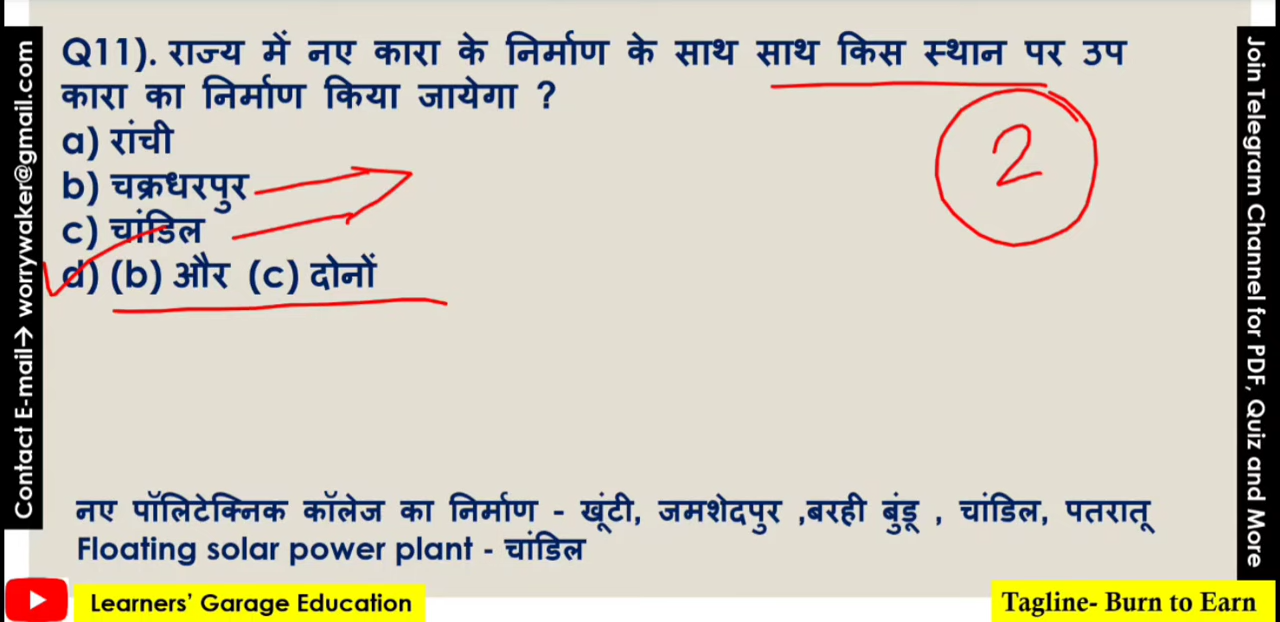 Q11). राज्य में नए कारा के निर्माण के साथ साथ किस स्थान पर उप
कारा का निर्माण किया जायेगा ?
a) रांची
b) चक्रधरपुर
c) चांडिल
d) (b) और (c) दोनों
2
नए पॉलिटेक्निक कॉलेज का निर्माण - खूंटी, जमशेदपुर ,बरही बुंडू , चांडिल, पतरातू
Floating solar power plant - चांडिल
Learners’ Garage Education
Tagline- Burn to Earn
Contact E-mail→ worrywaker@gmail.com
Join Telegram Channel for PDF, Quiz and More